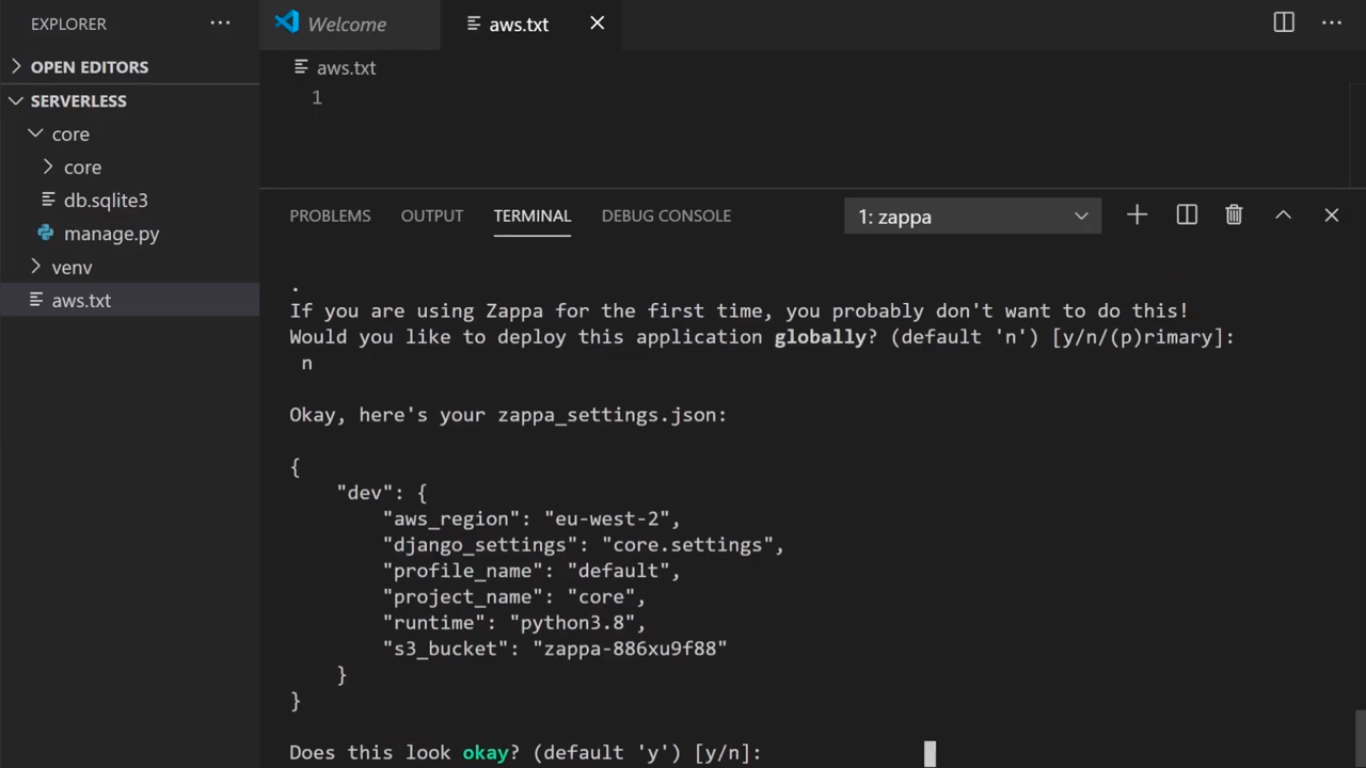 EXPLORER
Welcome
aws.txt
OPEN EDITORS
aws.txt
SERVERLESS
1
core
core
db.sqlite3
manage.py
venv
aws.txt
PROBLEMS OUTPUT TERMINAL DEBUG CONSOLE 1: zappa
.
If you are using Zappa for the first time, you probably don't want to do this!
Would you like to deploy this application globally? (default 'n') [y/n/(p)rimary]:
n
Okay, here's your zappa_settings.json:
{
"dev": {
"aws_region": "eu-west-2",
"django_settings": "core.settings",
"profile_name": "default",
"project_name": "core",
"runtime": "python3.8",
"s3_bucket": "zappa-886xu9f88"
}
}
Does this look okay? (default 'y') [y/n]: